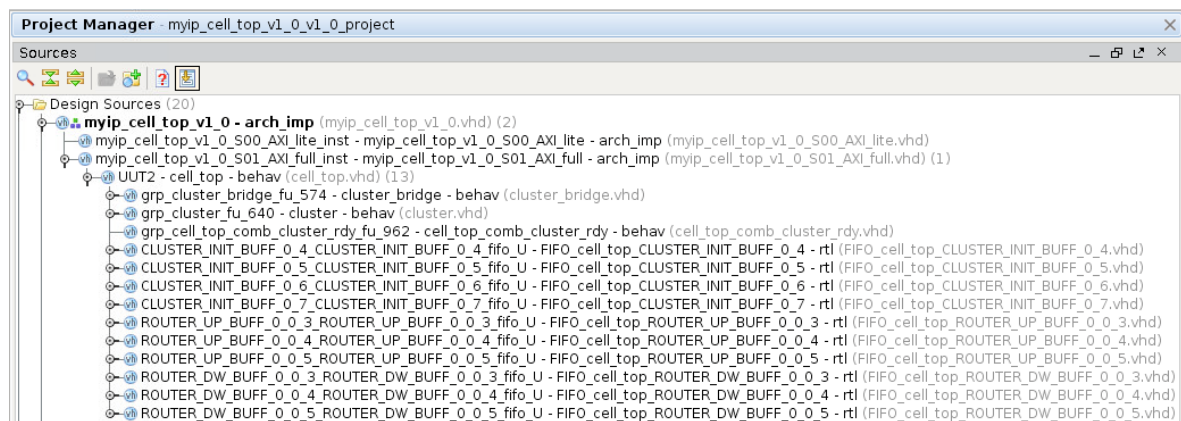 Project Manager - myip_cell_top_v1_0_v1_0_project
Sources
Design Sources (20)
myip_cell_top_v1_0 - arch_imp (myip_cell_top_v1_0.vhd) (2)
myip_cell_top_v1_0_S00_AXI_lite_inst - myip_cell_top_v1_0_S00_AXI_lite - arch_imp (myip_cell_top_v1_0_S00_AXI_lite.vhd)
myip_cell_top_v1_0_S01_AXI_full_inst - myip_cell_top_v1_0_S01_AXI_full - arch_imp (myip_cell_top_v1_0_S01_AXI_full.vhd) (1)
UUT2 - cell_top - behav (cell_top.vhd) (13)
grp_cluster_bridge_fu_574 - cluster_bridge - behav (cluster_bridge.vhd)
grp_cluster_fu_640 - cluster - behav (cluster.vhd)
grp_cell_top_comb_cluster_rdy_fu_962 - cell_top_comb_cluster_rdy - behav (cell_top_comb_cluster_rdy.vhd)
CLUSTER_INIT_BUFF_0_4_CLUSTER_INIT_BUFF_0_4_fifo_U - FIFO_cell_top_CLUSTER_INIT_BUFF_0_4 - rtl (FIFO_cell_top_CLUSTER_INIT_BUFF_0_4.vhd)
CLUSTER_INIT_BUFF_0_5_CLUSTER_INIT_BUFF_0_5_fifo_U - FIFO_cell_top_CLUSTER_INIT_BUFF_0_5 - rtl (FIFO_cell_top_CLUSTER_INIT_BUFF_0_5.vhd)
CLUSTER_INIT_BUFF_0_6_CLUSTER_INIT_BUFF_0_6_fifo_U - FIFO_cell_top_CLUSTER_INIT_BUFF_0_6 - rtl (FIFO_cell_top_CLUSTER_INIT_BUFF_0_6.vhd)
CLUSTER_INIT_BUFF_0_7_CLUSTER_INIT_BUFF_0_7_fifo_U - FIFO_cell_top_CLUSTER_INIT_BUFF_0_7 - rtl (FIFO_cell_top_CLUSTER_INIT_BUFF_0_7.vhd)
ROUTER_UP_BUFF_0_0_3_ROUTER_UP_BUFF_0_0_3_fifo_U - FIFO_cell_top_ROUTER_UP_BUFF_0_0_3 - rtl (FIFO_cell_top_ROUTER_UP_BUFF_0_0_3.vhd)
ROUTER_UP_BUFF_0_0_4_ROUTER_UP_BUFF_0_0_4_fifo_U - FIFO_cell_top_ROUTER_UP_BUFF_0_0_4 - rtl (FIFO_cell_top_ROUTER_UP_BUFF_0_0_4.vhd)
ROUTER_UP_BUFF_0_0_5_ROUTER_UP_BUFF_0_0_5_fifo_U - FIFO_cell_top_ROUTER_UP_BUFF_0_0_5 - rtl (FIFO_cell_top_ROUTER_UP_BUFF_0_0_5.vhd)
ROUTER_DW_BUFF_0_0_3_ROUTER_DW_BUFF_0_0_3_fifo_U - FIFO_cell_top_ROUTER_DW_BUFF_0_0_3 - rtl (FIFO_cell_top_ROUTER_DW_BUFF_0_0_3.vhd)
ROUTER_DW_BUFF_0_0_4_ROUTER_DW_BUFF_0_0_4_fifo_U - FIFO_cell_top_ROUTER_DW_BUFF_0_0_4 - rtl (FIFO_cell_top_ROUTER_DW_BUFF_0_0_4.vhd)
ROUTER_DW_BUFF_0_0_5_ROUTER_DW_BUFF_0_0_5_fifo_U - FIFO_cell_top_ROUTER_DW_BUFF_0_0_5 - rtl (FIFO_cell_top_ROUTER_DW_BUFF_0_0_5.vhd)